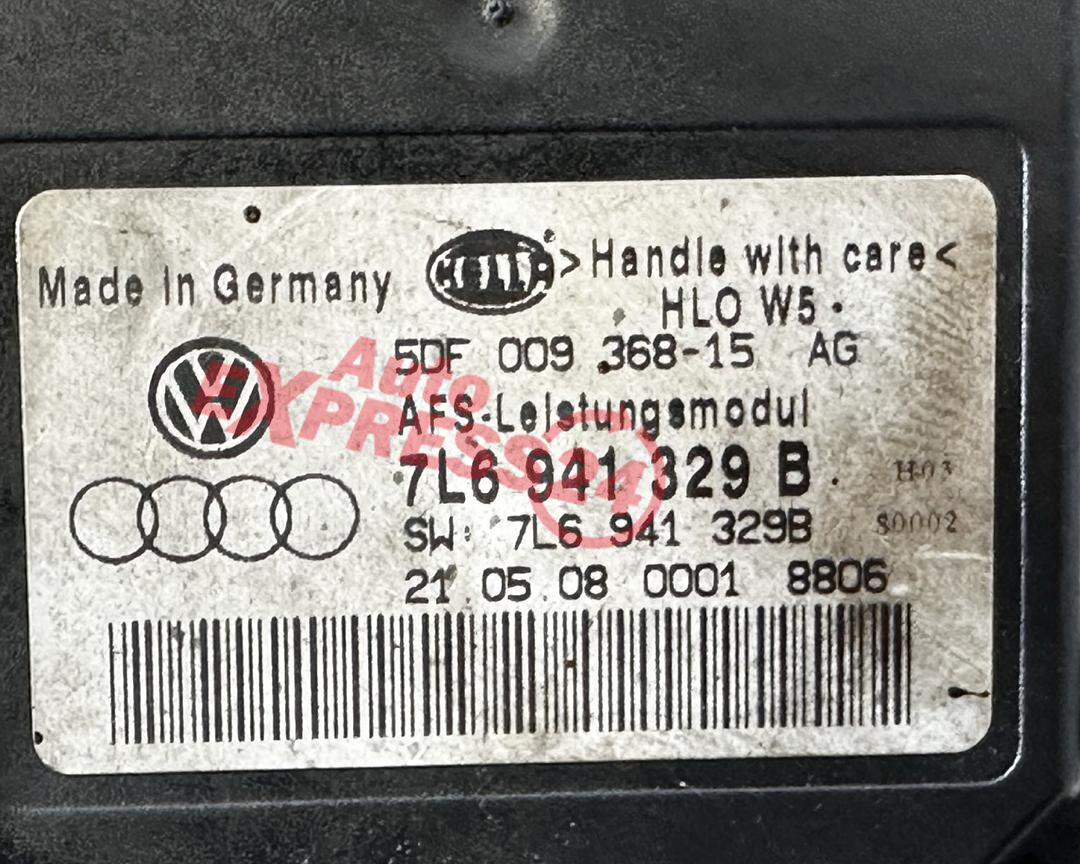 Made in Germany
HELLA
>Handle with care<
HLO W5
5DF 009 368-15 AG
AFS-Leistungsmodul
7L6 941 329 B
H03
SW: 7L6 941 329B
S0002
21.05.08 0001 8806
Auto
EXPRESS24